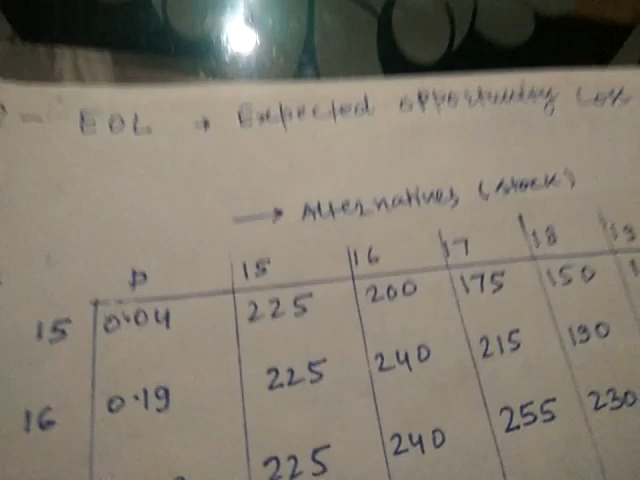 EOL → Expected opportunity Loss
→ Alternatives (stock)
P 15 16 17 18 19
15 0.04 225 200 175 150
16 0.19 225 240 215 190
225 240 255 230